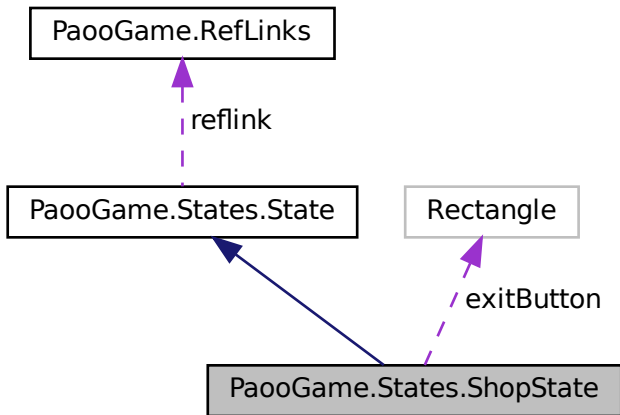 PaooGame.RefLinks
reflink
PaooGame.States.State
Rectangle
exitButton
PaooGame.States.ShopState